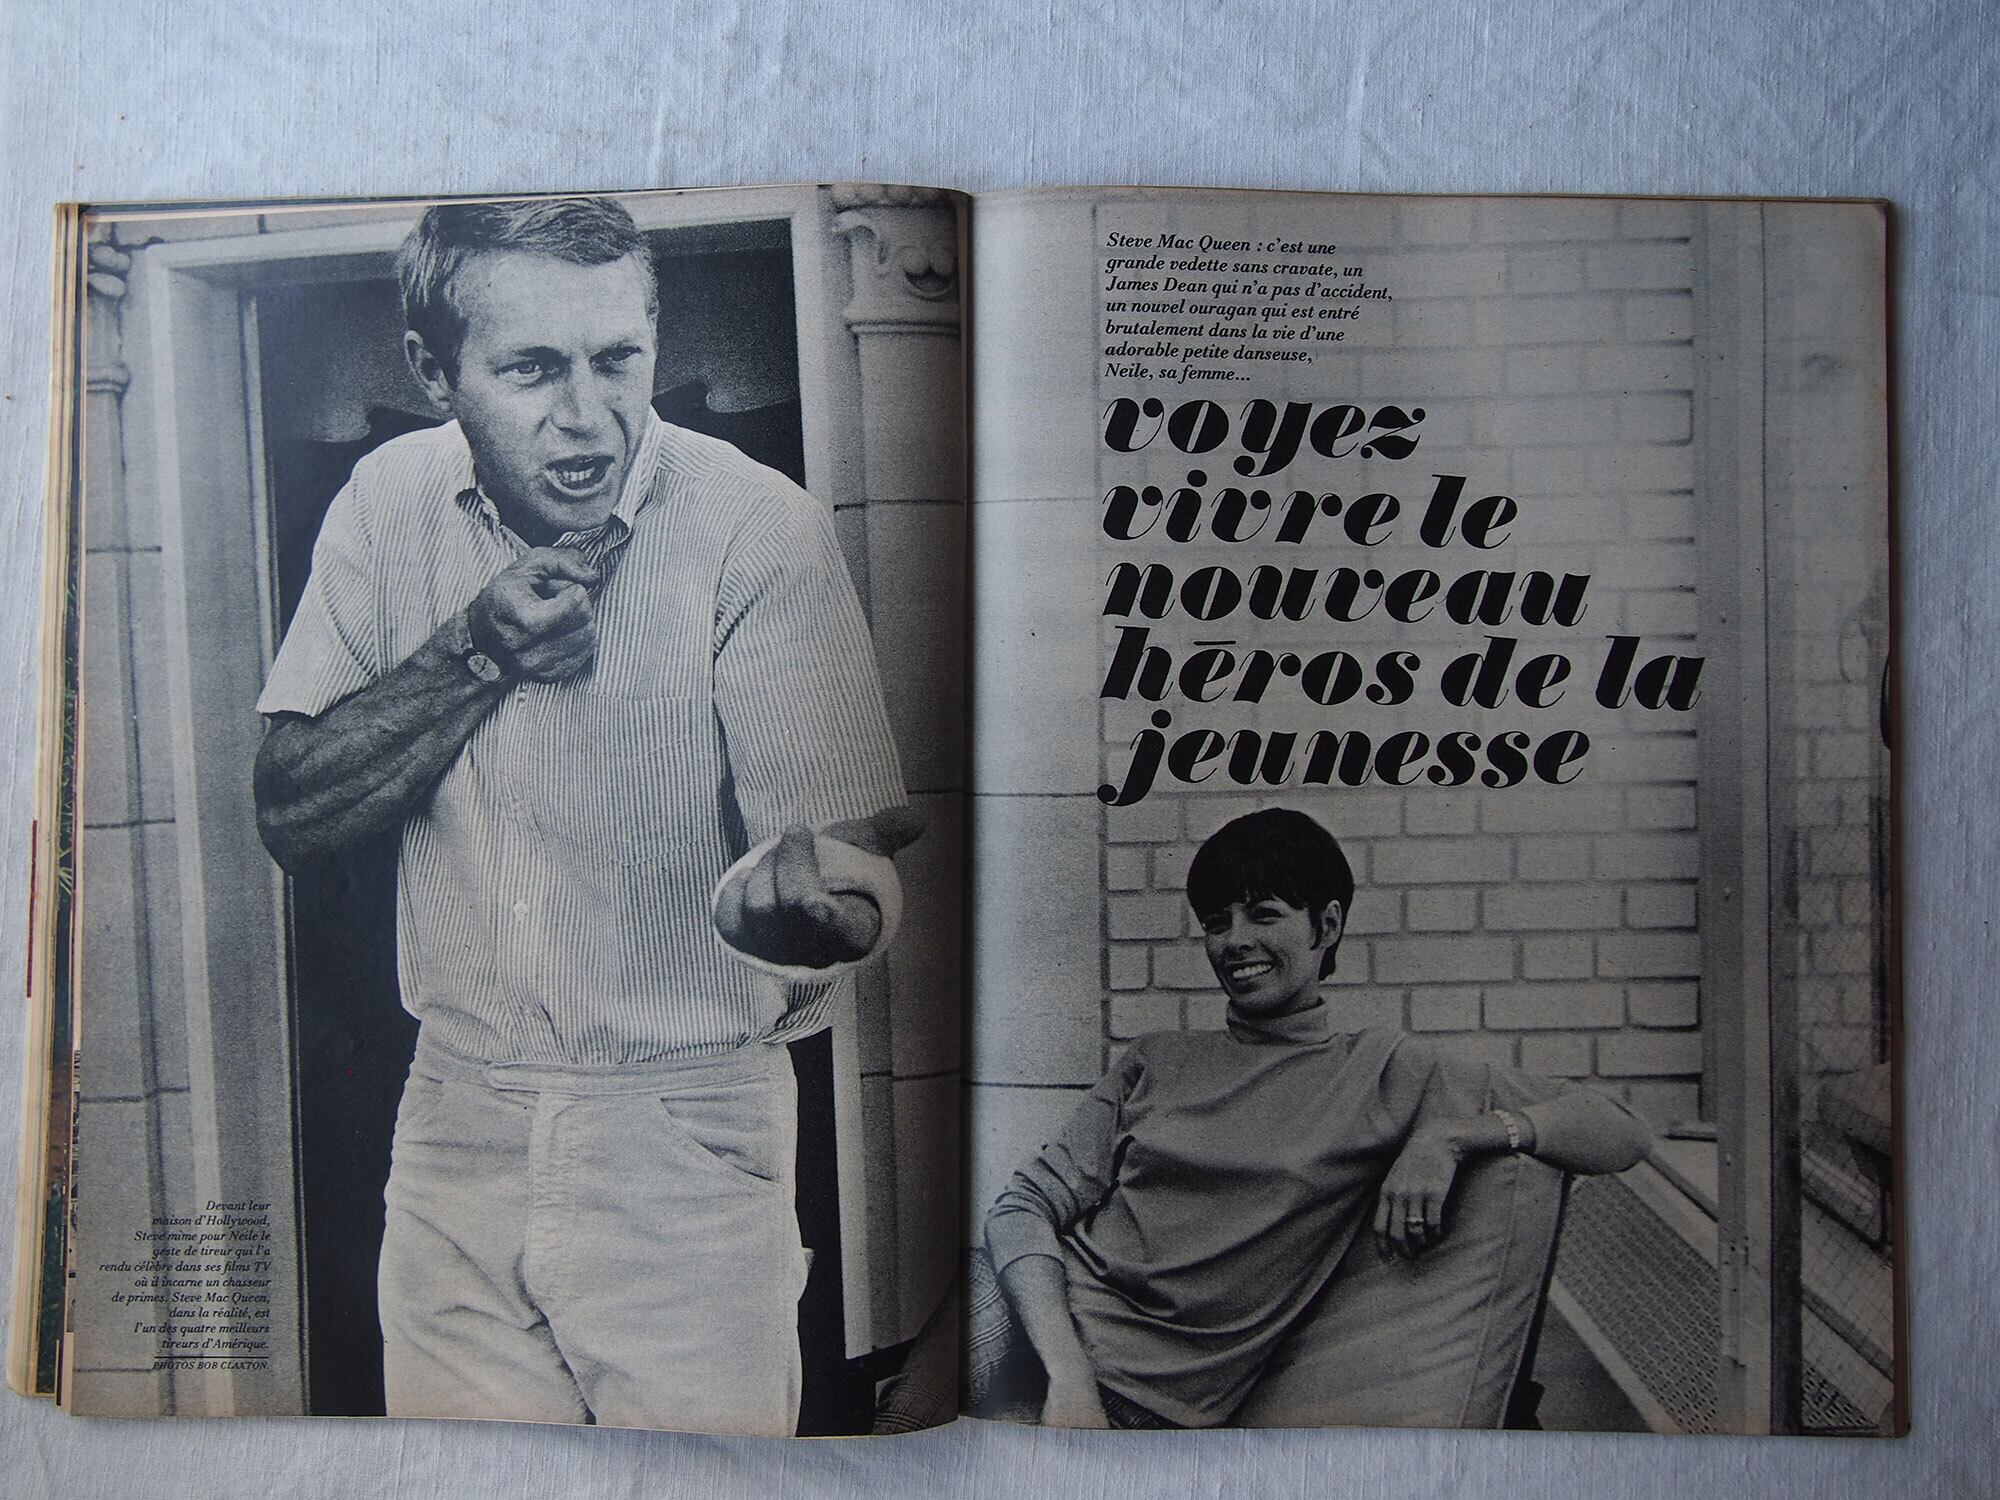 Devant leur
maison d'Hollywood,
Steve mime pour Neile le
geste de tireur qui l'a
rendu célèbre dans ses films TV
où il incarne un chasseur
de primes. Steve Mac Queen,
dans la réalité, est
l'un des quatre meilleurs
tireurs d'Amérique.
PHOTOS BOB CLAXTON.
Steve Mac Queen : c'est une
grande vedette sans cravate, un
James Dean qui n'a pas d'accident,
un nouvel ouragan qui est entré
brutalement dans la vie d'une
adorable petite danseuse,
Neile, sa femme...
voyez
vivre le
nouveau
héros de la
jeunesse